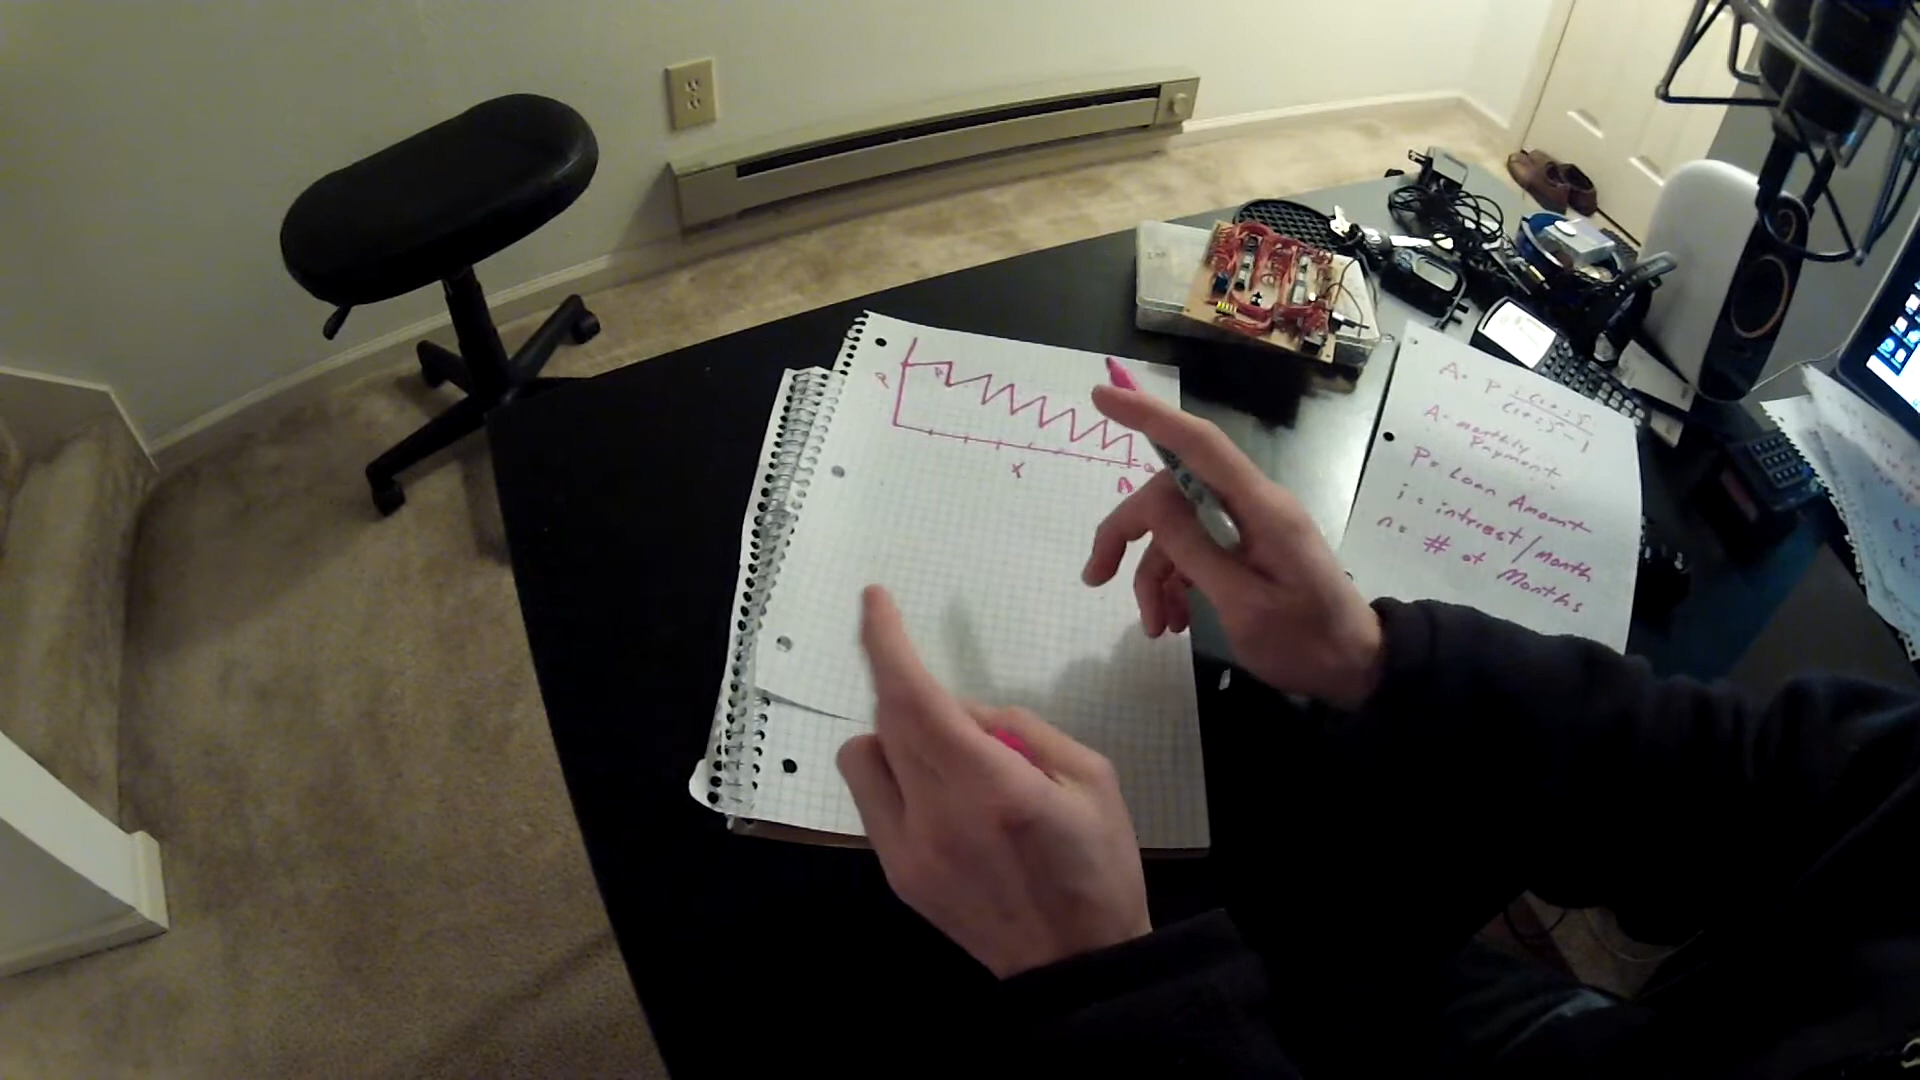 P
A
X
A
A = P i(1+i)^n
(1+i)^n - 1
A = monthly
Payment
P = Loan Amount
i = intrest/month
n = # of Months